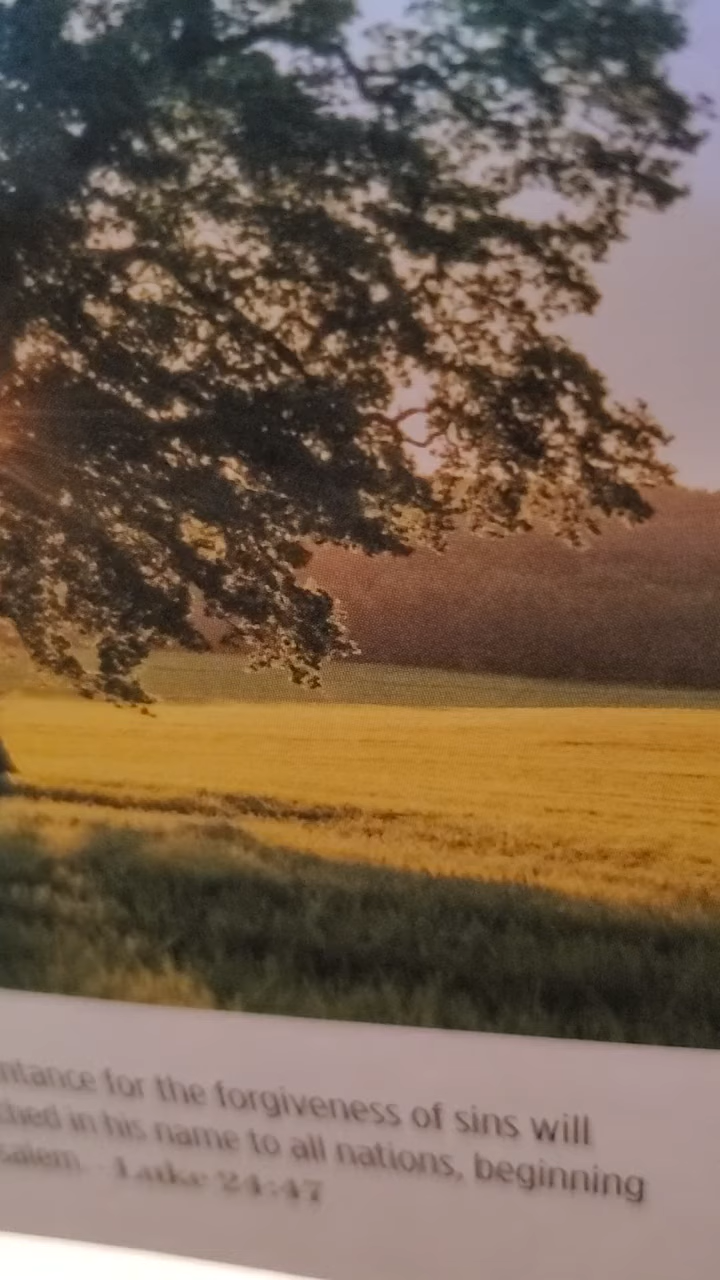 ntance for the forgiveness of sins will
ched in his name to all nations, beginning
salem - Luke 24:47